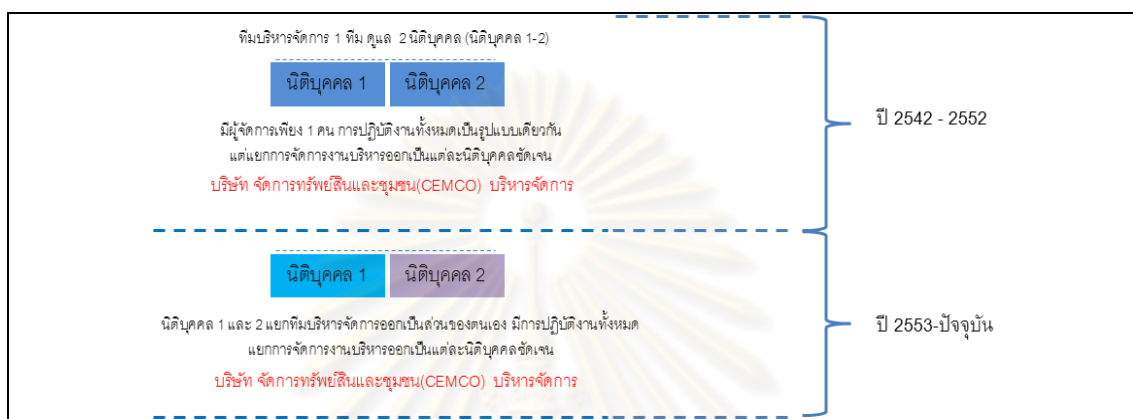 ทีมบริหารจัดการ 1 ทีม ดูแล 2 นิติบุคคล (นิติบุคคล 1-2)
นิติบุคคล 1 นิติบุคคล 2
มีผู้จัดการเพียง 1 คน การปฏิบัติงานทั้งหมดเป็นรูปแบบเดียวกัน
แต่แยกการจัดการงานบริหารออกเป็นแต่ละนิติบุคคลชัดเจน
บริษัท จัดการทรัพย์สินและชุมชน(CEMCO) บริหารจัดการ
ปี 2542 - 2552
นิติบุคคล 1 นิติบุคคล 2
นิติบุคคล 1 และ 2 แยกทีมบริหารจัดการออกเป็นส่วนของตนเอง มีการปฏิบัติงานทั้งหมด
แยกการจัดการงานบริหารออกเป็นแต่ละนิติบุคคลชัดเจน
บริษัท จัดการทรัพย์สินและชุมชน(CEMCO) บริหารจัดการ
ปี 2553-ปัจจุบัน